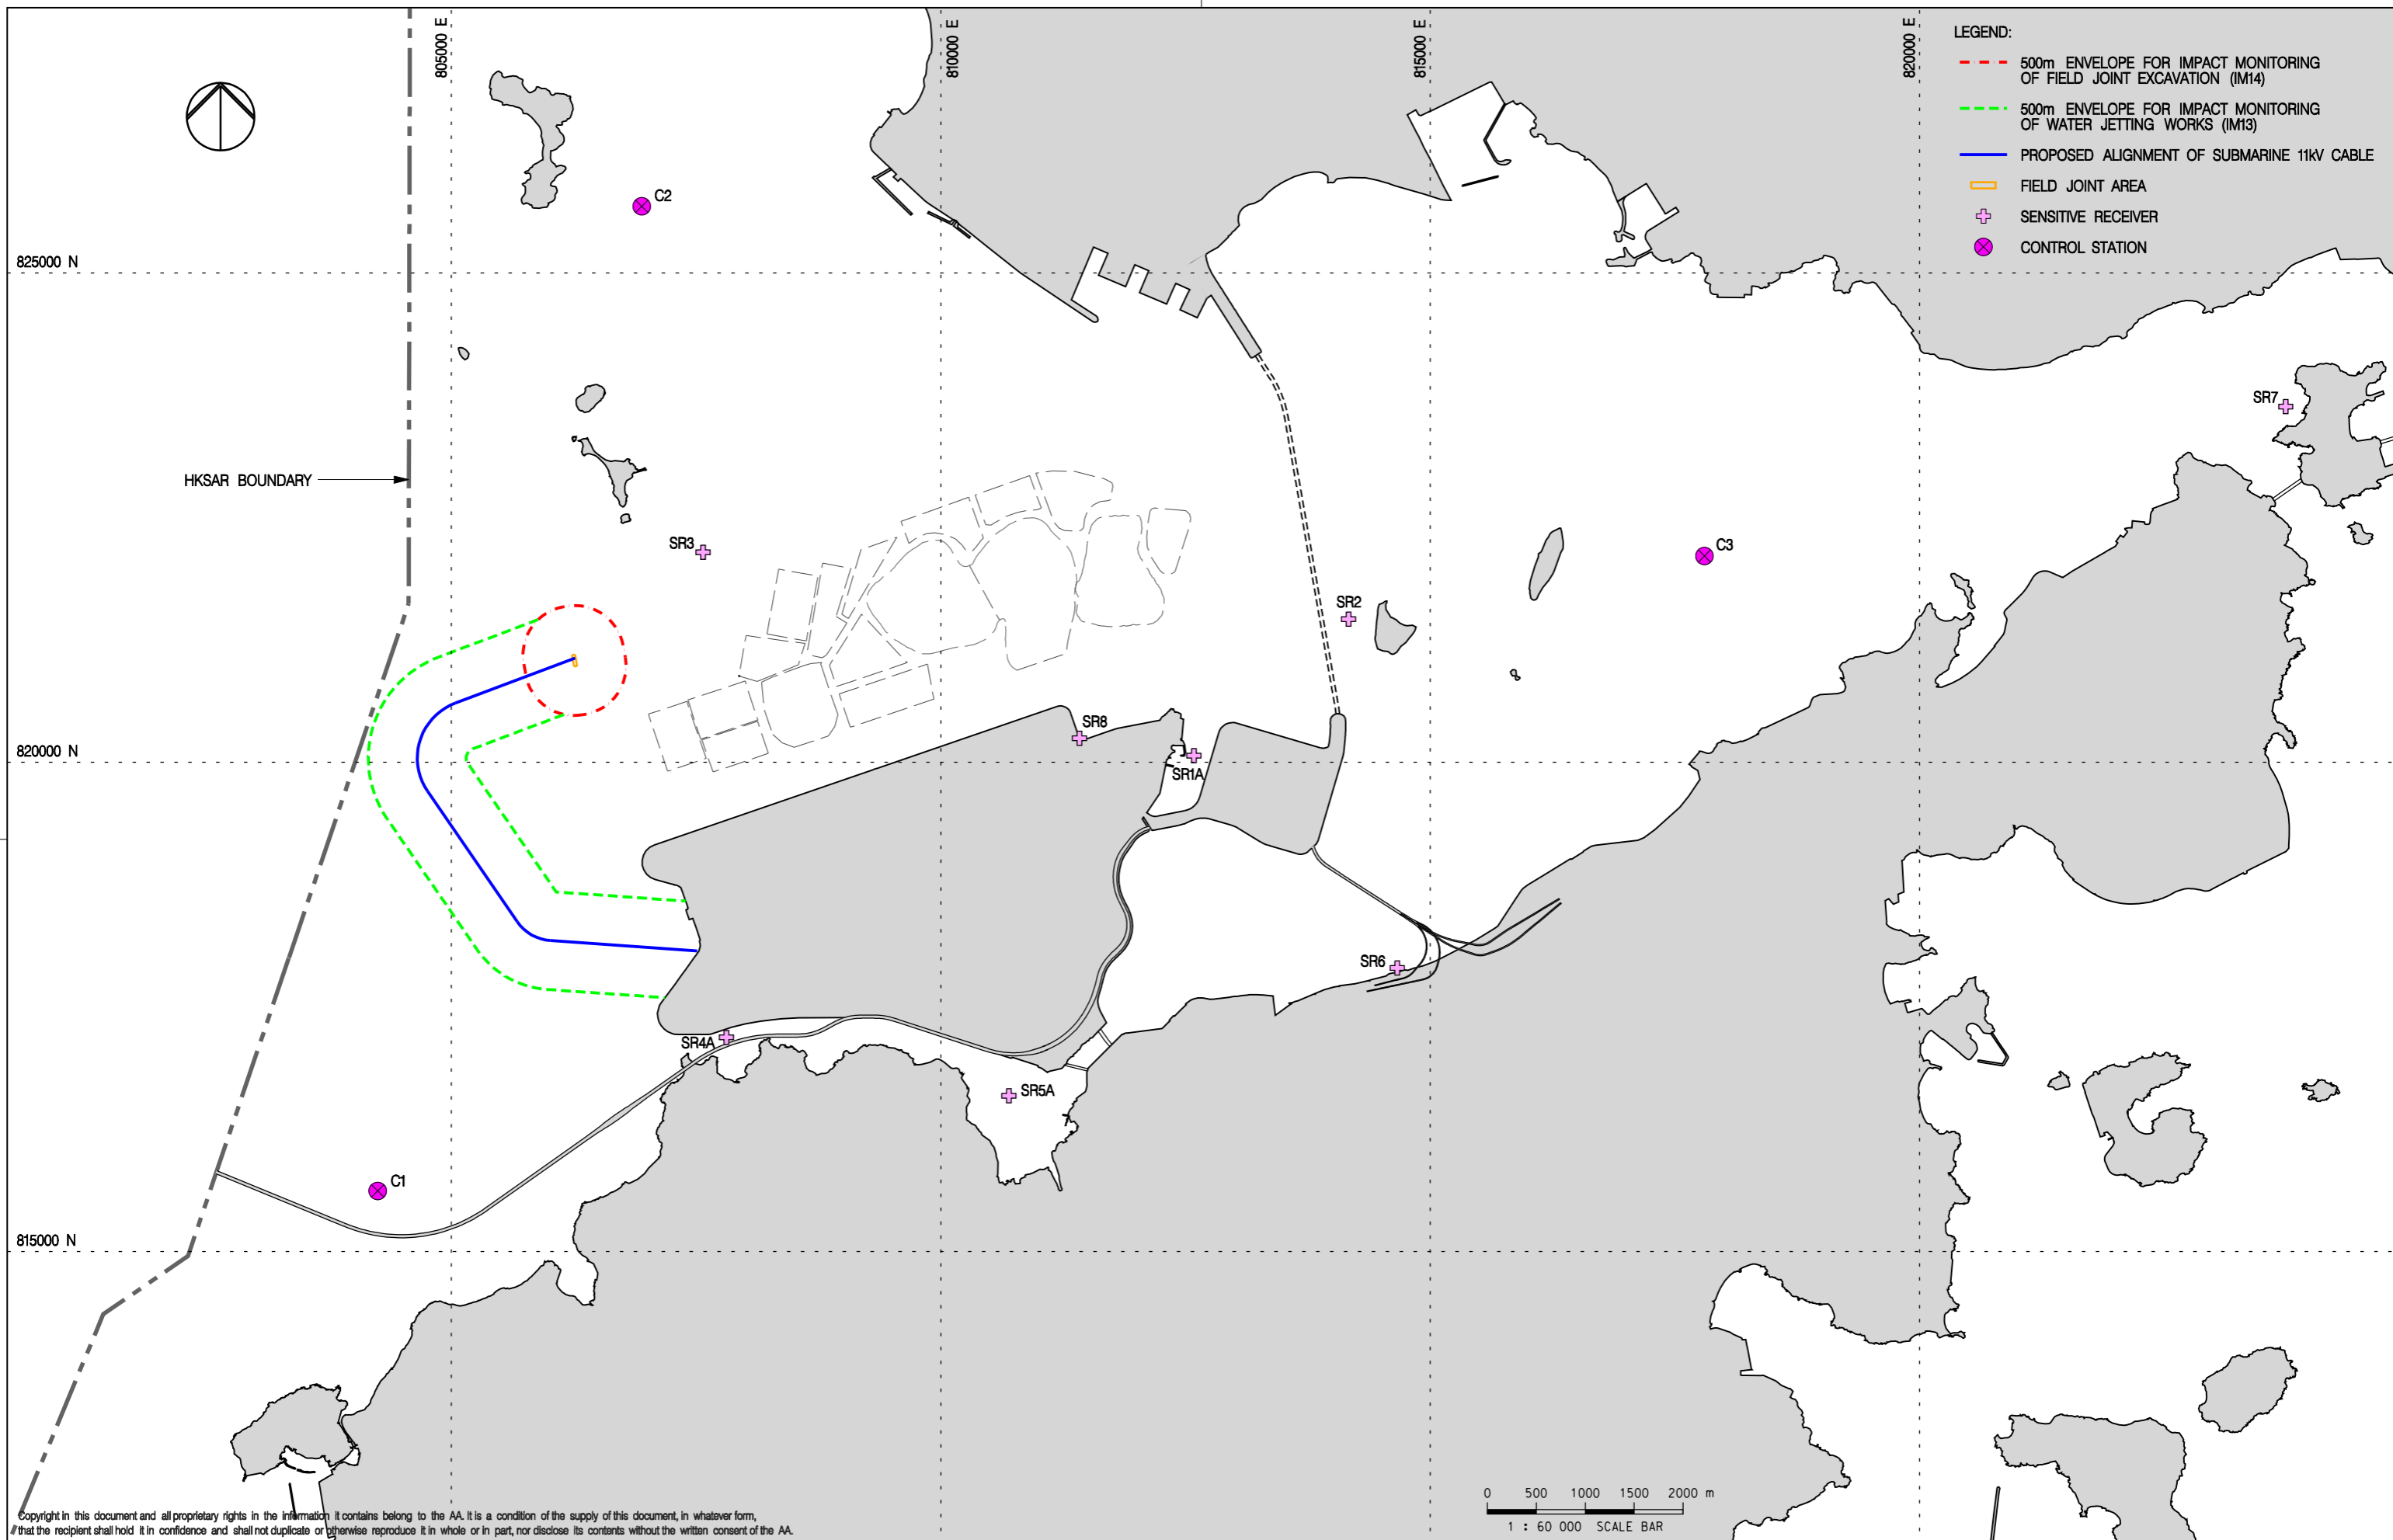 805000 E
810000 E
815000 E
820000 E
LEGEND:
500m ENVELOPE FOR IMPACT MONITORING
OF FIELD JOINT EXCAVATION (IM14)
500m ENVELOPE FOR IMPACT MONITORING
OF WATER JETTING WORKS (IM13)
PROPOSED ALIGNMENT OF SUBMARINE 11kV CABLE
FIELD JOINT AREA
SENSITIVE RECEIVER
CONTROL STATION
C2
825000 N
SR7
HKSAR BOUNDARY
SR3
C3
SR2
SR8
820000 N
SR1A
SR6
SR4A
SR5A
C1
815000 N
0 500 1000 1500 2000 m
1 : 60 000 SCALE BAR
Copyright in this document and all proprietary rights in the information it contains belong to the AA. It is a condition of the supply of this document, in whatever form,
that the recipient shall hold it in confidence and shall not duplicate or otherwise reproduce it in whole or in part, nor disclose its contents without the written consent of the AA.